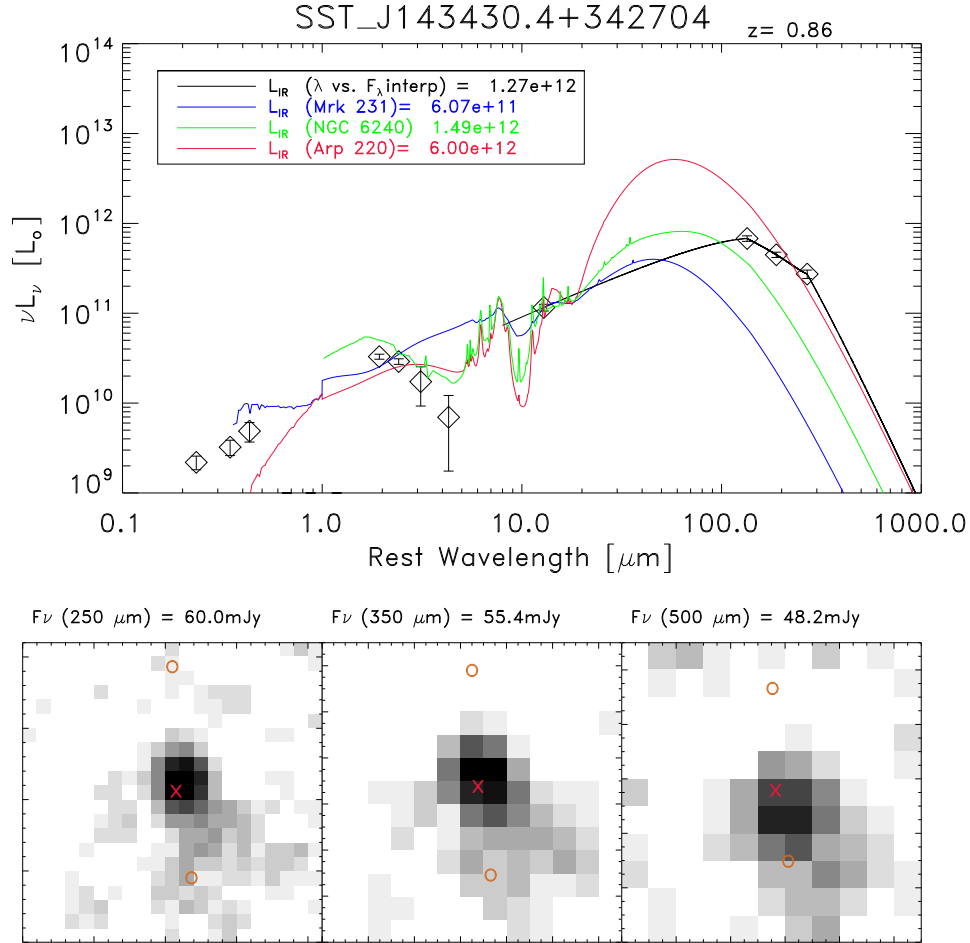 SST_J143430.4+342704
z= 0.86
10^14
L_IR (λ vs. F_λ interp) = 1.27e+12
L_IR (Mrk 231)= 6.07e+11
L_IR (NGC 6240) 1.49e+12
L_IR (Arp 220)= 6.00e+12
10^13
10^12
10^11
10^10
10^9
νL_ν [L_o]
0.1 1.0 10.0 100.0 1000.0
Rest Wavelength [μm]
Fν (250 μm) = 60.0mJy
Fν (350 μm) = 55.4mJy
Fν (500 μm) = 48.2mJy